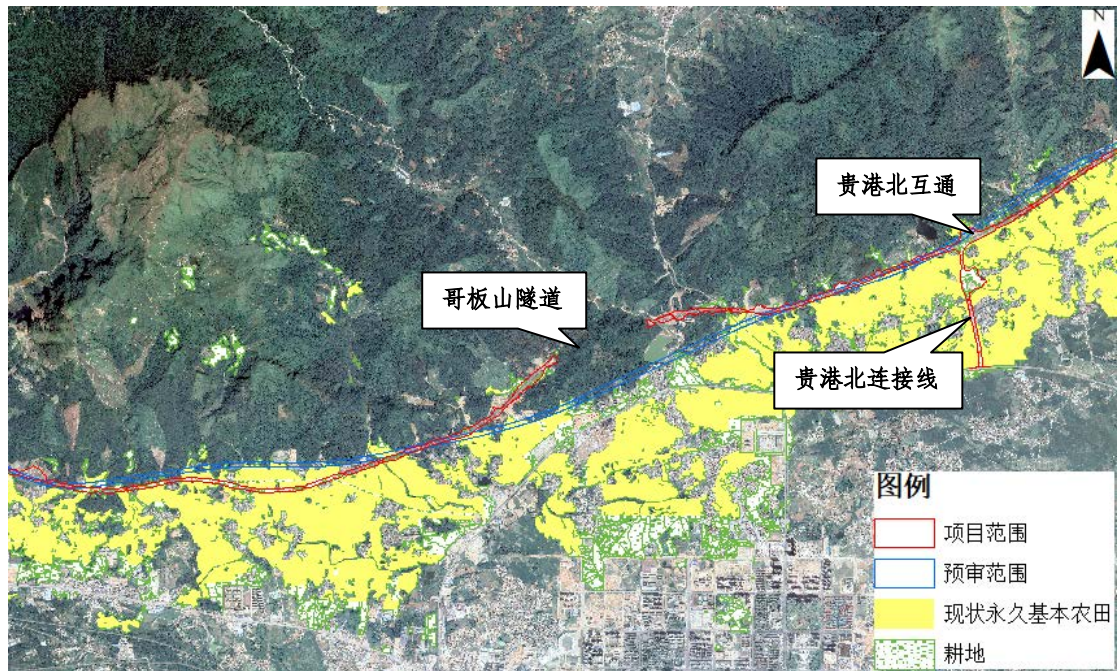 N
贵港北互通
哥板山隧道
贵港北连接线
图例
项目范围
预审范围
现状永久基本农田
耕地